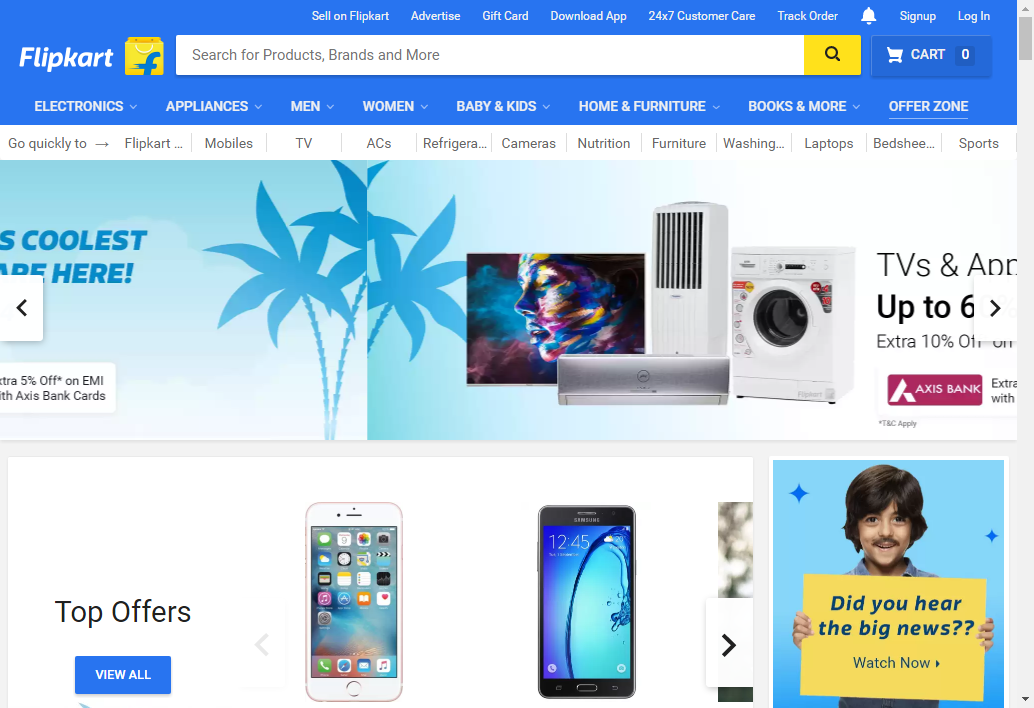 Sell on Flipkart Advertise Gift Card Download App 24x7 Customer Care Track Order Signup Log In
Flipkart
Search for Products, Brands and More
CART 0
ELECTRONICS APPLIANCES MEN WOMEN BABY & KIDS HOME & FURNITURE BOOKS & MORE OFFER ZONE
Go quickly to → Flipkart ... Mobiles TV ACs Refrigera... Cameras Nutrition Furniture Washing... Laptops Bedshee... Sports
S COOLEST
ARE HERE!
xtra 5% Off* on EMI
ith Axis Bank Cards
TVs & App
Up to 6
Extra 10% Off on
AXIS BANK
Extra
with
*T&C Apply
Flipkart
Top Offers
VIEW ALL
SAMSUNG
12:45
Did you hear
the big news??
Watch Now